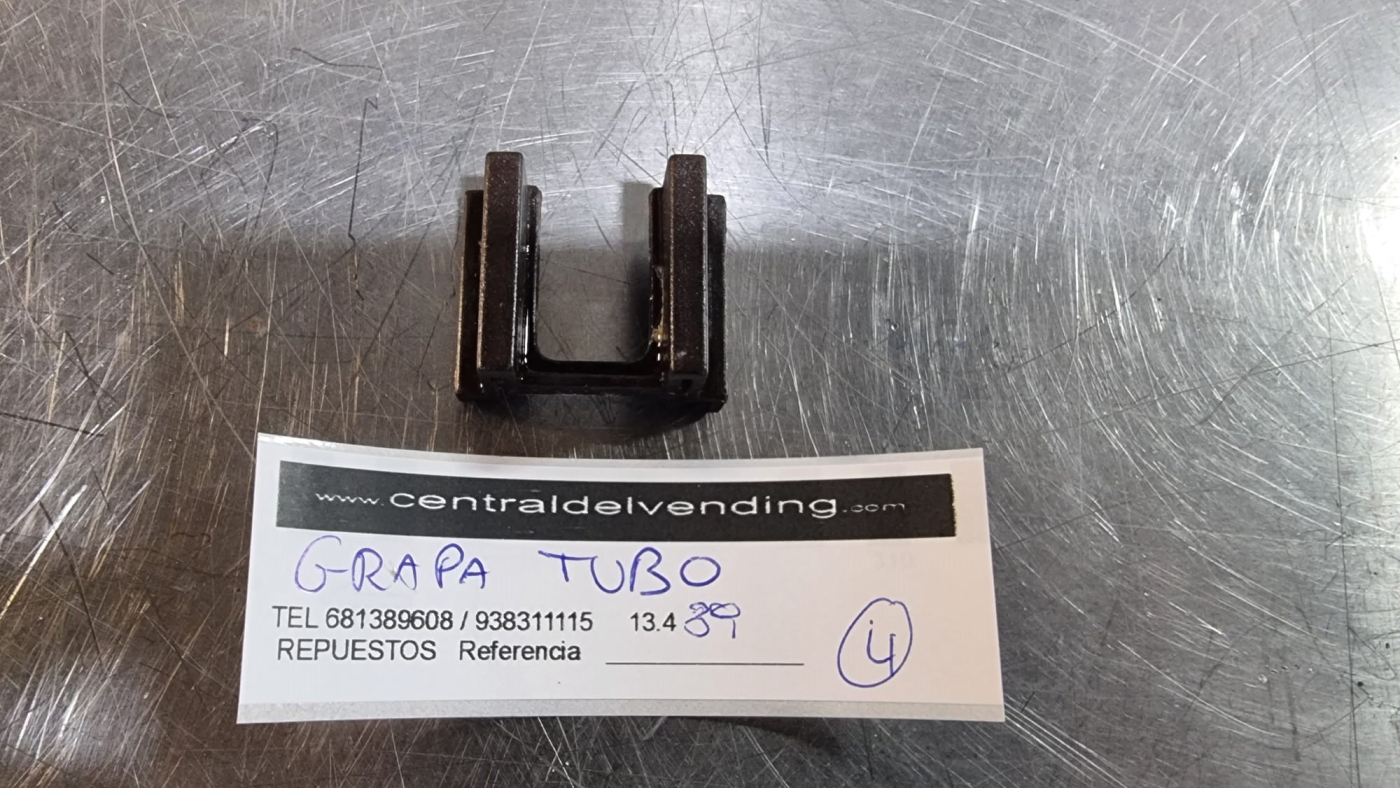 www.centraldelvending.com
GRAPA TUBO
TEL 681389608 / 938311115 13.489
REPUESTOS Referencia
4